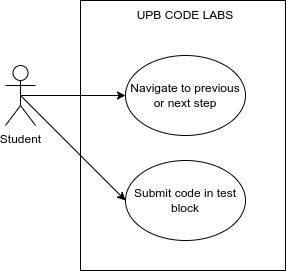 UPB CODE LABS
Navigate to previous
or next step
Student
Submit code in test
block